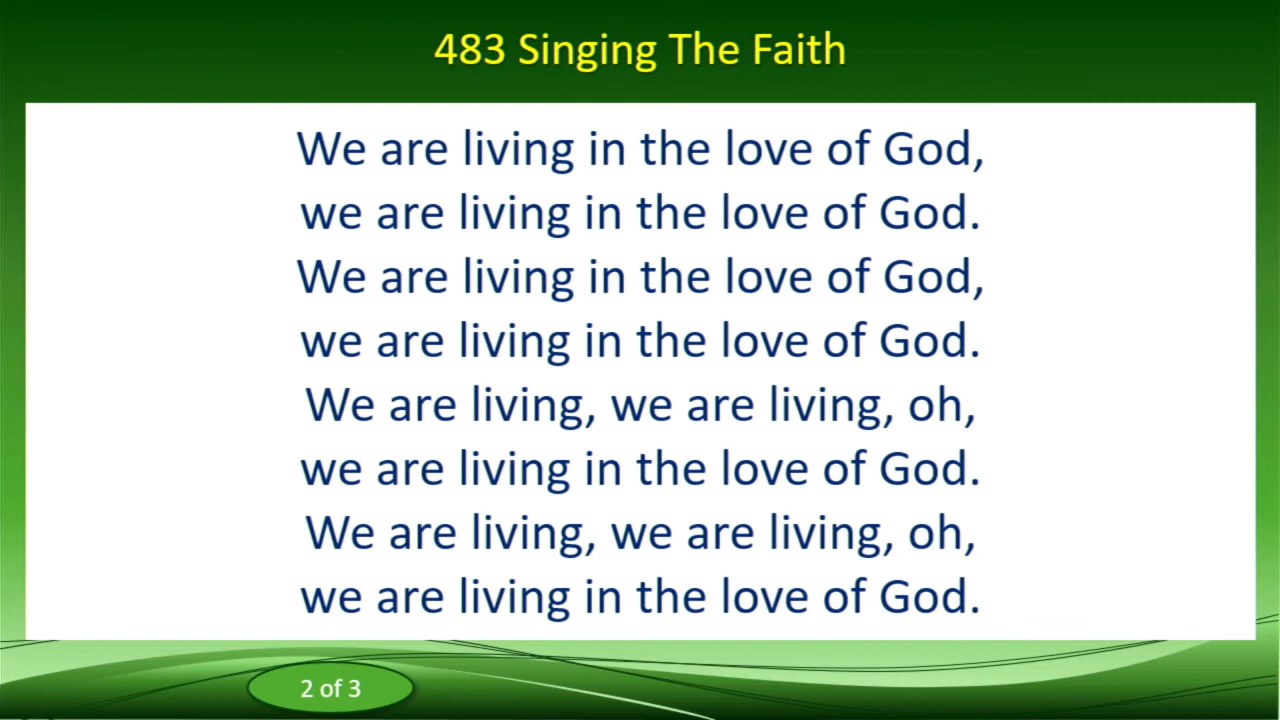 483 Singing The Faith
We are living in the love of God,
we are living in the love of God.
We are living in the love of God,
we are living in the love of God.
We are living, we are living, oh,
we are living in the love of God.
We are living, we are living, oh,
we are living in the love of God.
2 of 3